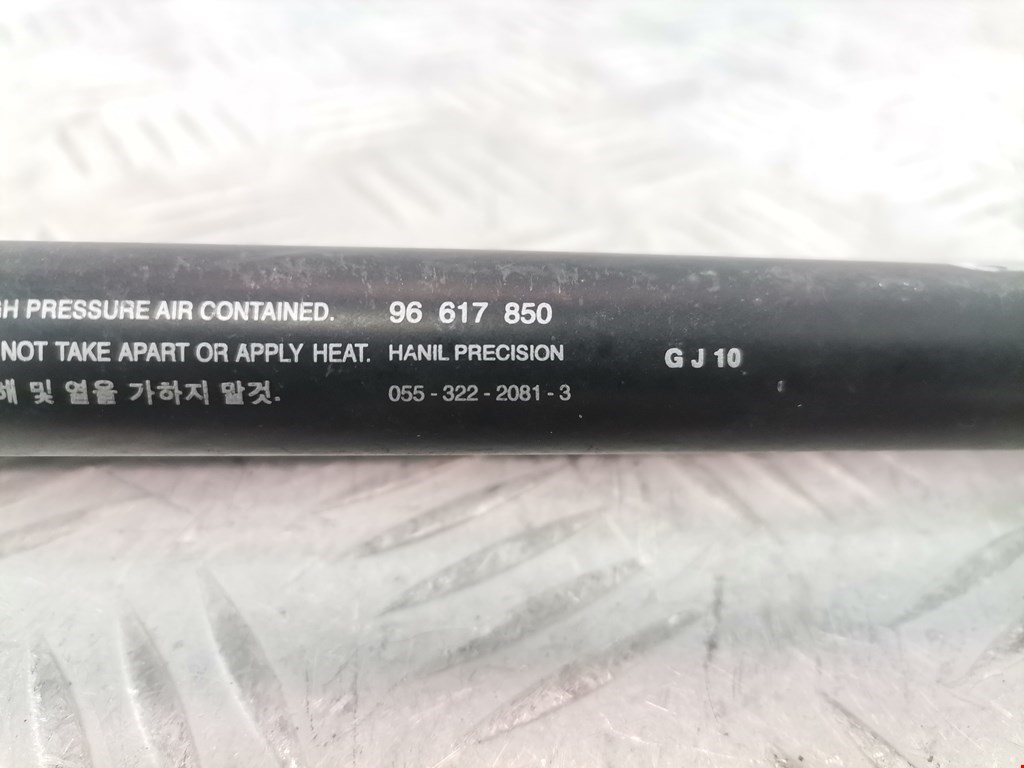 PRESSURE AIR CONTAINED. 96 617 850
NOT TAKE APART OR APPLY HEAT. HANIL PRECISION
및 열을 가하지 말것. 055 - 322 - 2081 - 3
G J 10